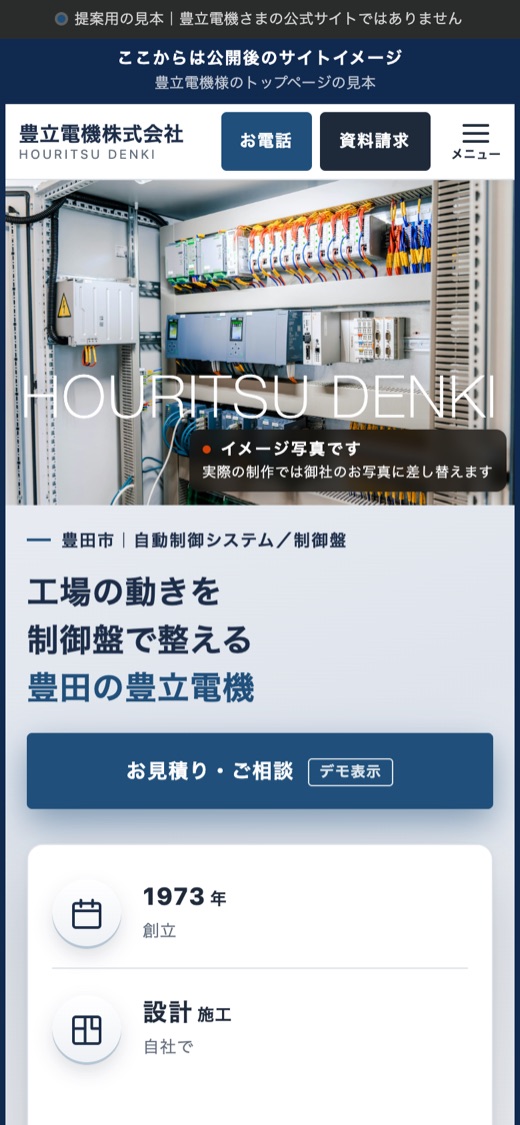 提案用の見本｜豊立電機さまの公式サイトではありません
ここからは公開後のサイトイメージ
豊立電機様のトップページの見本
豊立電機株式会社
HOURITSU DENKI
お電話
資料請求
メニュー
HOURITSU DENKI
イメージ写真です
実際の制作では御社のお写真に差し替えます
豊田市｜自動制御システム／制御盤
工場の動きを
制御盤で整える
豊田の豊立電機
お見積り・ご相談 デモ表示
1973 年
創立
設計 施工
自社で